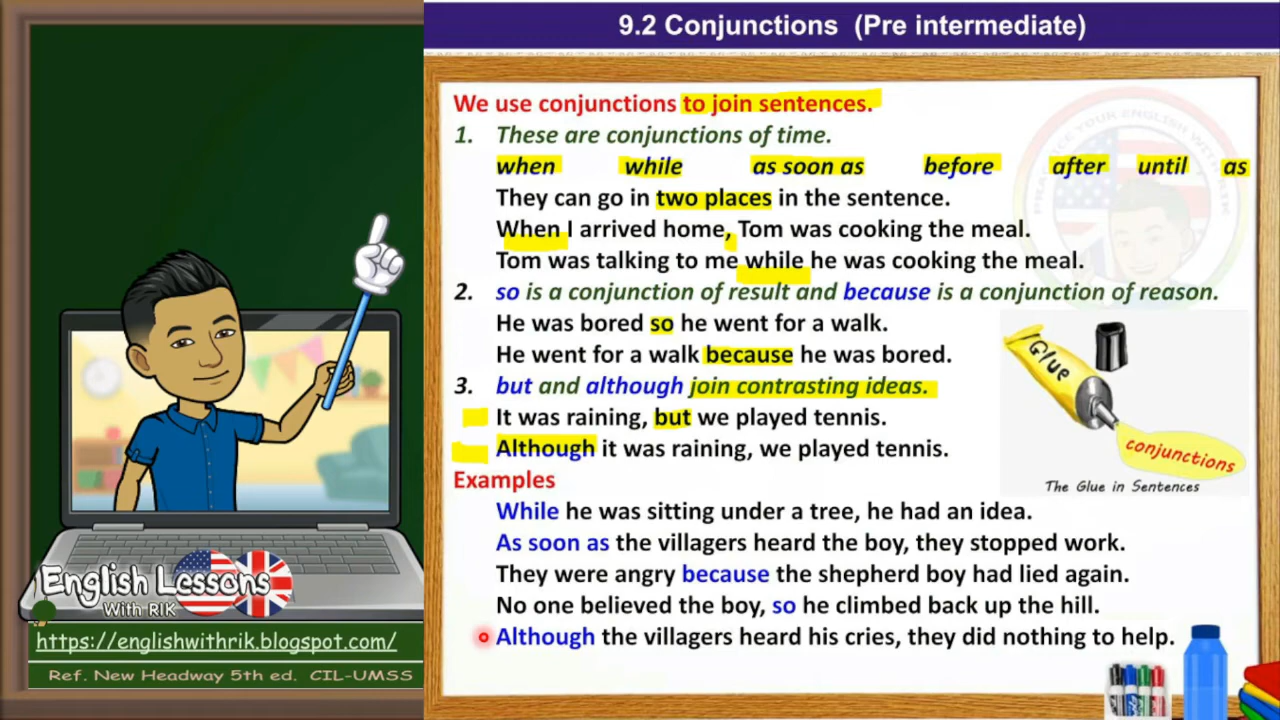 9.2 Conjunctions (Pre intermediate)
We use conjunctions to join sentences.
1. These are conjunctions of time.
when while as soon as before after until as
They can go in two places in the sentence.
When I arrived home, Tom was cooking the meal.
Tom was talking to me while he was cooking the meal.
2. so is a conjunction of result and because is a conjunction of reason.
He was bored so he went for a walk.
He went for a walk because he was bored.
3. but and although join contrasting ideas.
It was raining, but we played tennis.
Although it was raining, we played tennis.
Examples
While he was sitting under a tree, he had an idea.
As soon as the villagers heard the boy, they stopped work.
They were angry because the shepherd boy had lied again.
No one believed the boy, so he climbed back up the hill.
Although the villagers heard his cries, they did nothing to help.
Glue
conjunctions
The Glue in Sentences
English Lessons
With RIK
https://englishwithrik.blogspot.com/
Ref. New Headway 5th ed. CIL-UMSS
PRACTICE YOUR ENGLISH WITH RIK